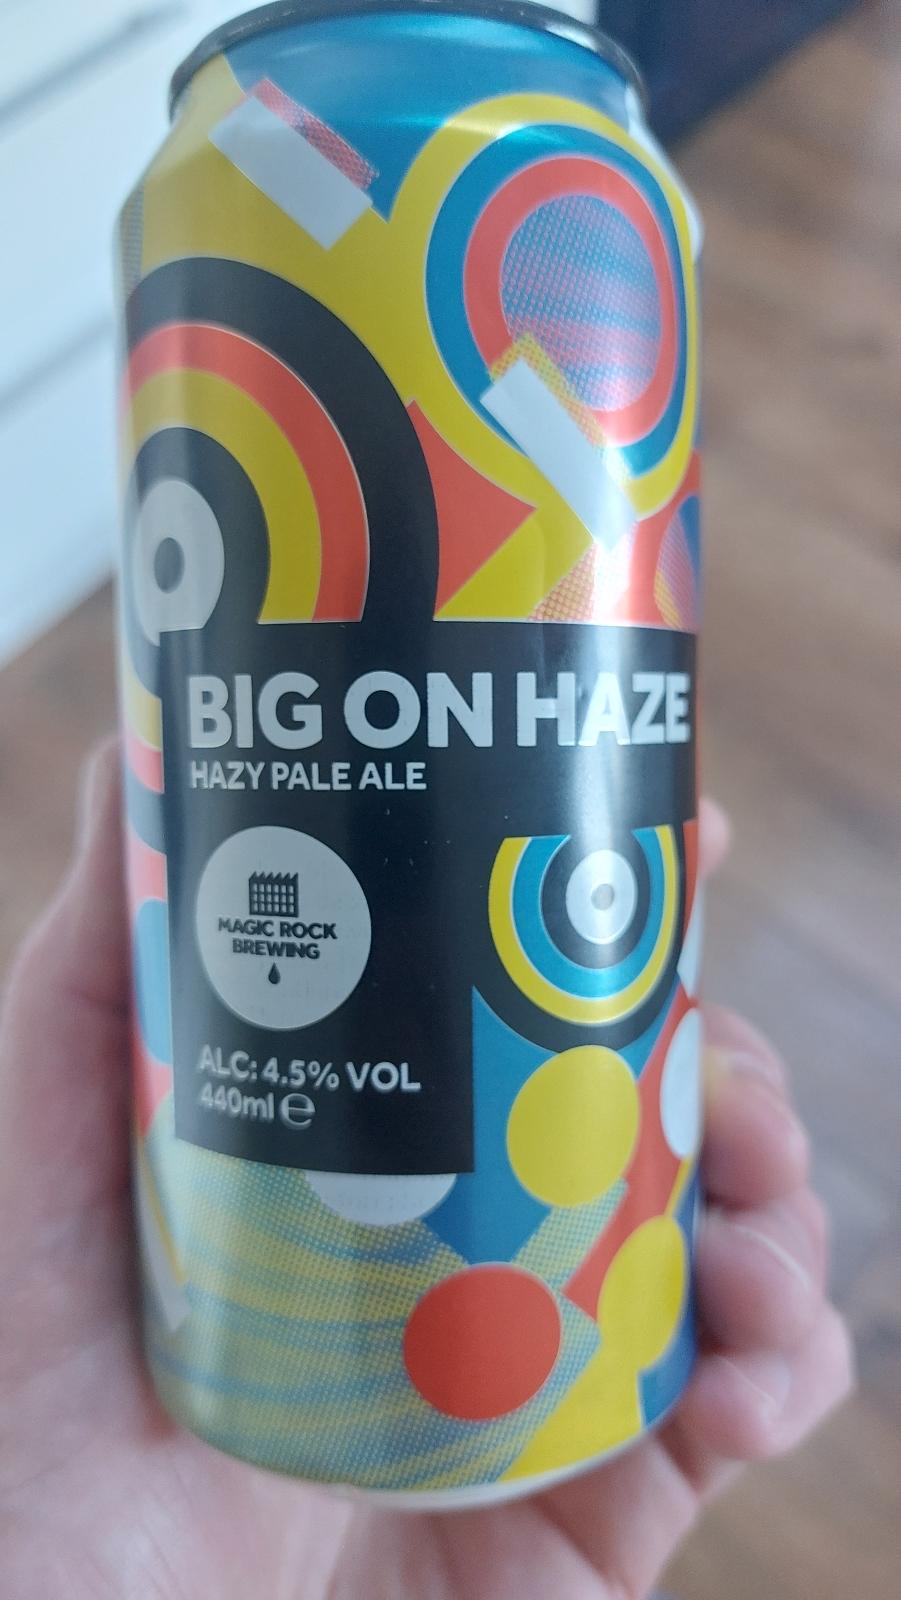 BIG ON HAZE
HAZY PALE ALE
MAGIC ROCK
BREWING
ALC: 4.5% VOL
440ml ℮